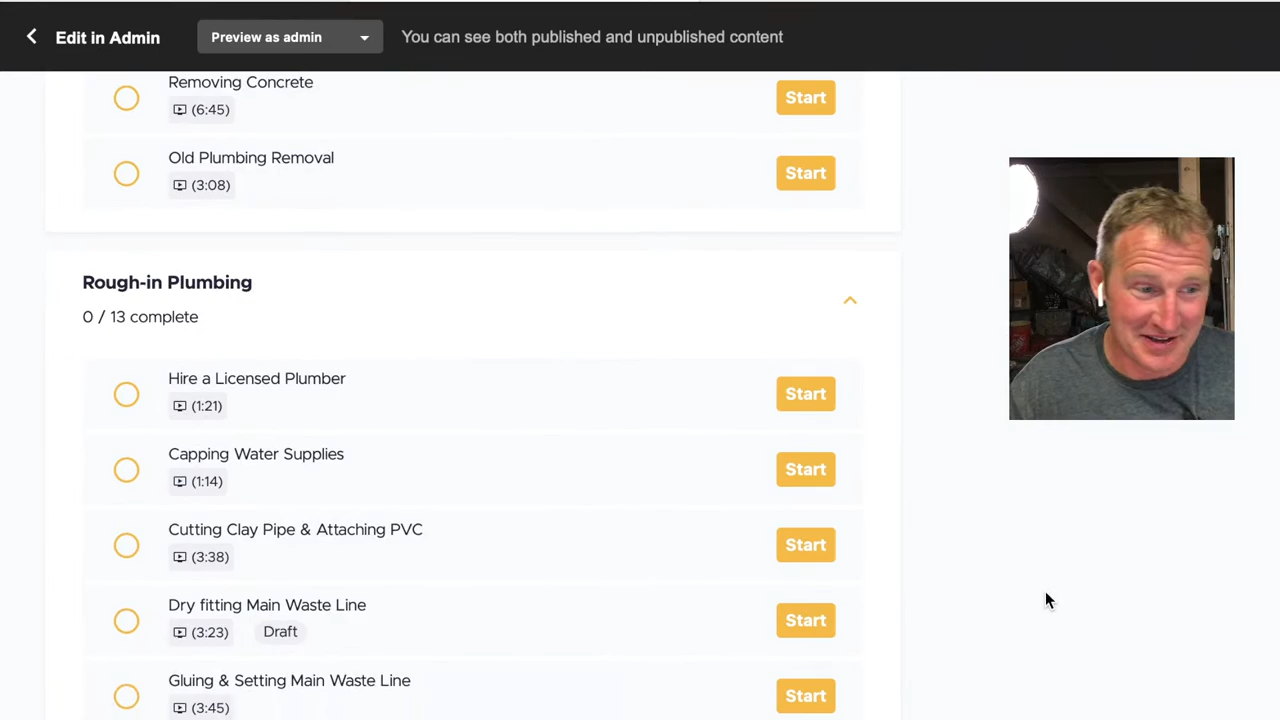 Edit in Admin
Preview as admin
You can see both published and unpublished content
Removing Concrete
(6:45)
Start
Old Plumbing Removal
(3:08)
Start
Rough-in Plumbing
0 / 13 complete
Hire a Licensed Plumber
(1:21)
Start
Capping Water Supplies
(1:14)
Start
Cutting Clay Pipe & Attaching PVC
(3:38)
Start
Dry fitting Main Waste Line
(3:23)
Draft
Start
Gluing & Setting Main Waste Line
(3:45)
Start